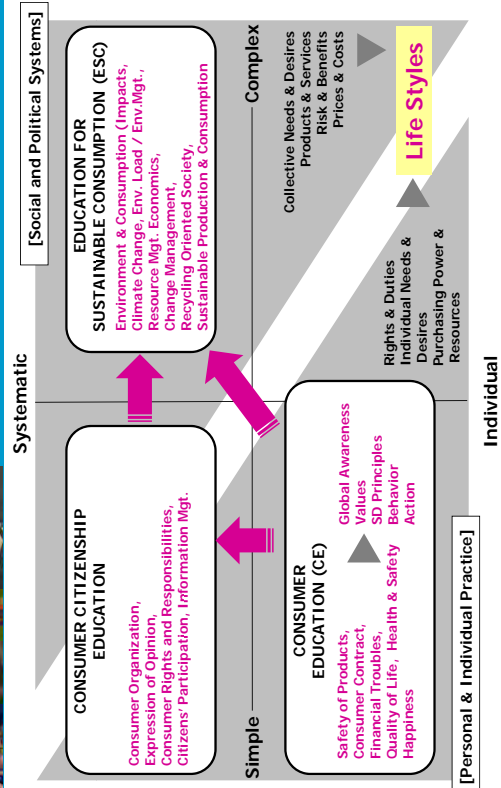 Systematic
[Social and Political Systems]
CONSUMER CITIZENSHIP
EDUCATION
Consumer Organization,
Expression of Opinion,
Consumer Rights and Responsibilities,
Citizens' Participation, Information Mgt.
EDUCATION FOR
SUSTAINABLE CONSUMPTION (ESC)
Environment & Consumption (Impacts,
Climate Change, Env. Load / Env.Mgt.,
Resource Mgt. Economics,
Change Management,
Recycling Oriented Society,
Sustainable Production & Consumption
Simple
Complex
CONSUMER
EDUCATION (CE)
Safety of Products,
Consumer Contract,
Financial Troubles,
Quality of Life, Health & Safety
Happiness
Global Awareness
Values
SD Principles
Behavior
Action
Collective Needs & Desires
Products & Services
Risk & Benefits
Prices & Costs
Rights & Duties
Individual Needs &
Desires
Purchasing Power &
Resources
Life Styles
[Personal & Individual Practice]
Individual